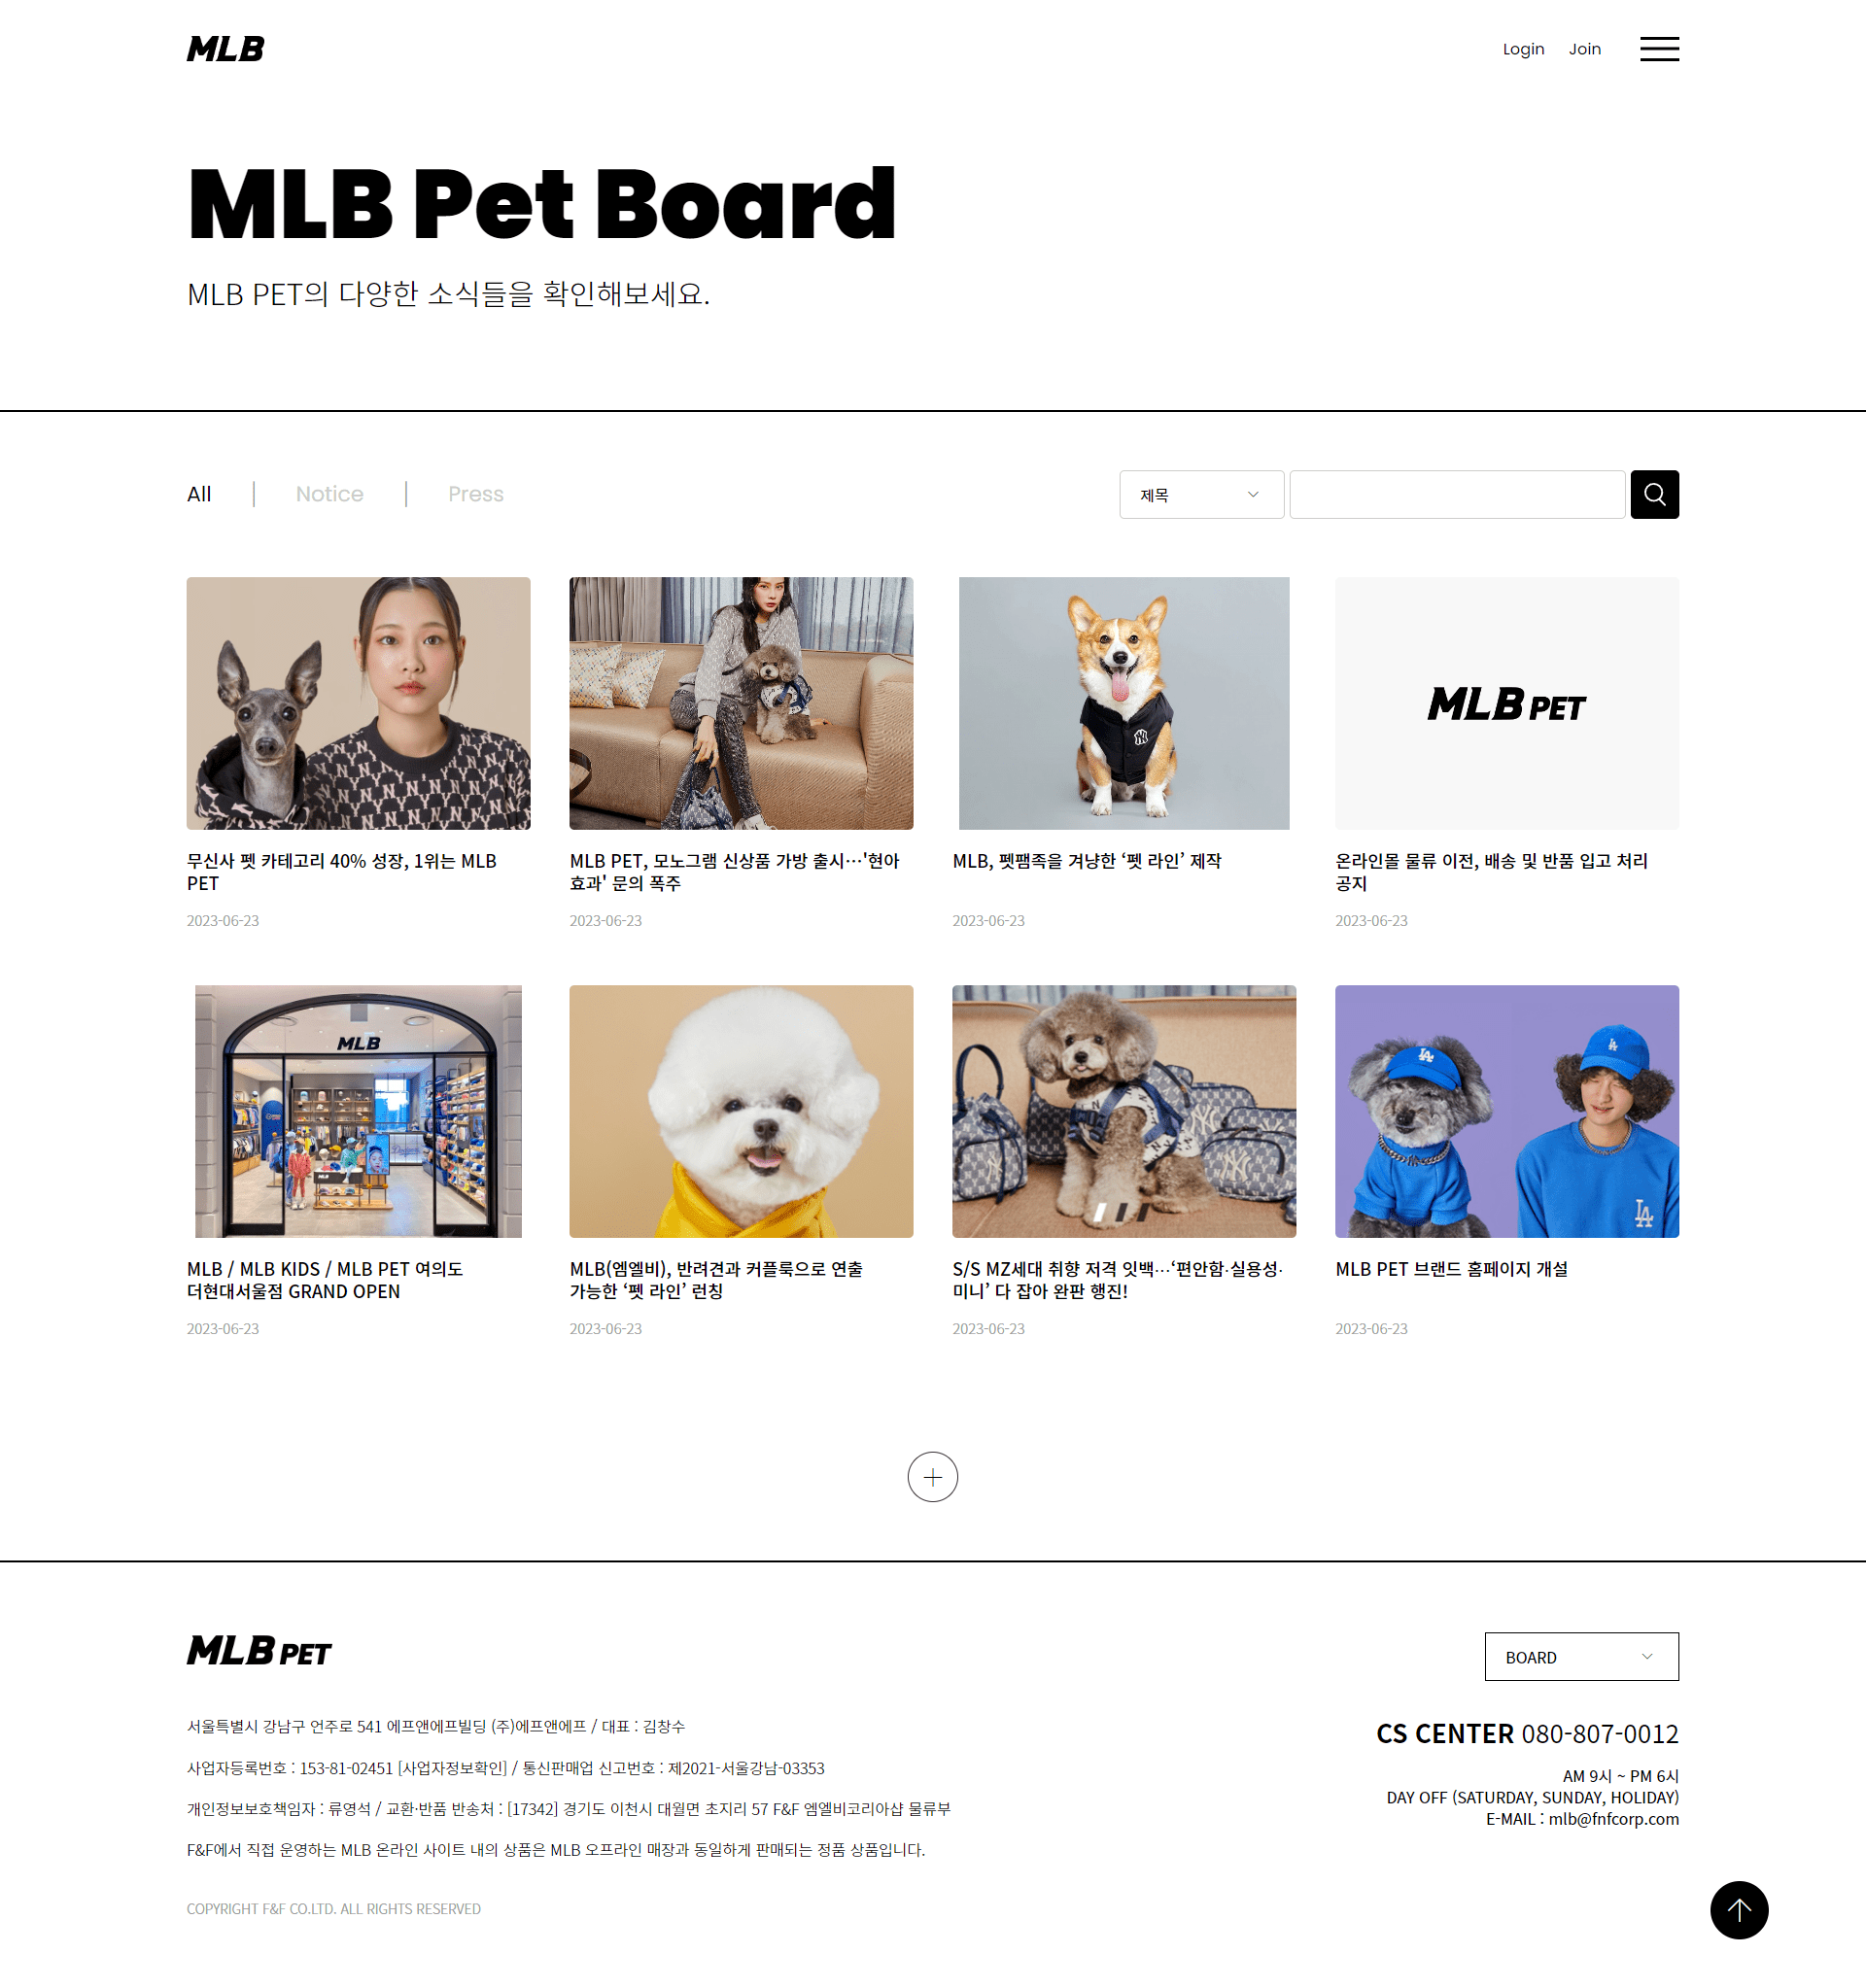 MLB
Login Join
MLB Pet Board
MLB PET의 다양한 소식들을 확인해보세요.
All Notice Press
제목
MLB PET
무신사 펫 카테고리 40% 성장, 1위는 MLB
PET
2023-06-23
MLB PET, 모노그램 신상품 가방 출시…'현아
효과' 문의 폭주
2023-06-23
MLB, 펫팸족을 겨냥한 ‘펫 라인’ 제작
2023-06-23
온라인몰 물류 이전, 배송 및 반품 입고 처리
공지
2023-06-23
MLB
MLB / MLB KIDS / MLB PET 여의도
더현대서울점 GRAND OPEN
2023-06-23
MLB(엠엘비), 반려견과 커플룩으로 연출
가능한 ‘펫 라인’ 런칭
2023-06-23
S/S MZ세대 취향 저격 잇백…‘편안함·실용성·
미니’ 다 잡아 완판 행진!
2023-06-23
LA
LA
LA
MLB PET 브랜드 홈페이지 개설
2023-06-23
MLB PET
BOARD
서울특별시 강남구 언주로 541 에프앤에프빌딩 (주)에프앤에프 / 대표 : 김창수
사업자등록번호 : 153-81-02451 [사업자정보확인] / 통신판매업 신고번호 : 제2021-서울강남-03353
개인정보보호책임자 : 류영석 / 교환·반품 반송처 : [17342] 경기도 이천시 대월면 초지리 57 F&F 엠엘비코리아샵 물류부
F&F에서 직접 운영하는 MLB 온라인 사이트 내의 상품은 MLB 오프라인 매장과 동일하게 판매되는 정품 상품입니다.
COPYRIGHT F&F CO.LTD. ALL RIGHTS RESERVED
CS CENTER 080-807-0012
AM 9시 ~ PM 6시
DAY OFF (SATURDAY, SUNDAY, HOLIDAY)
E-MAIL : mlb@fnfcorp.com